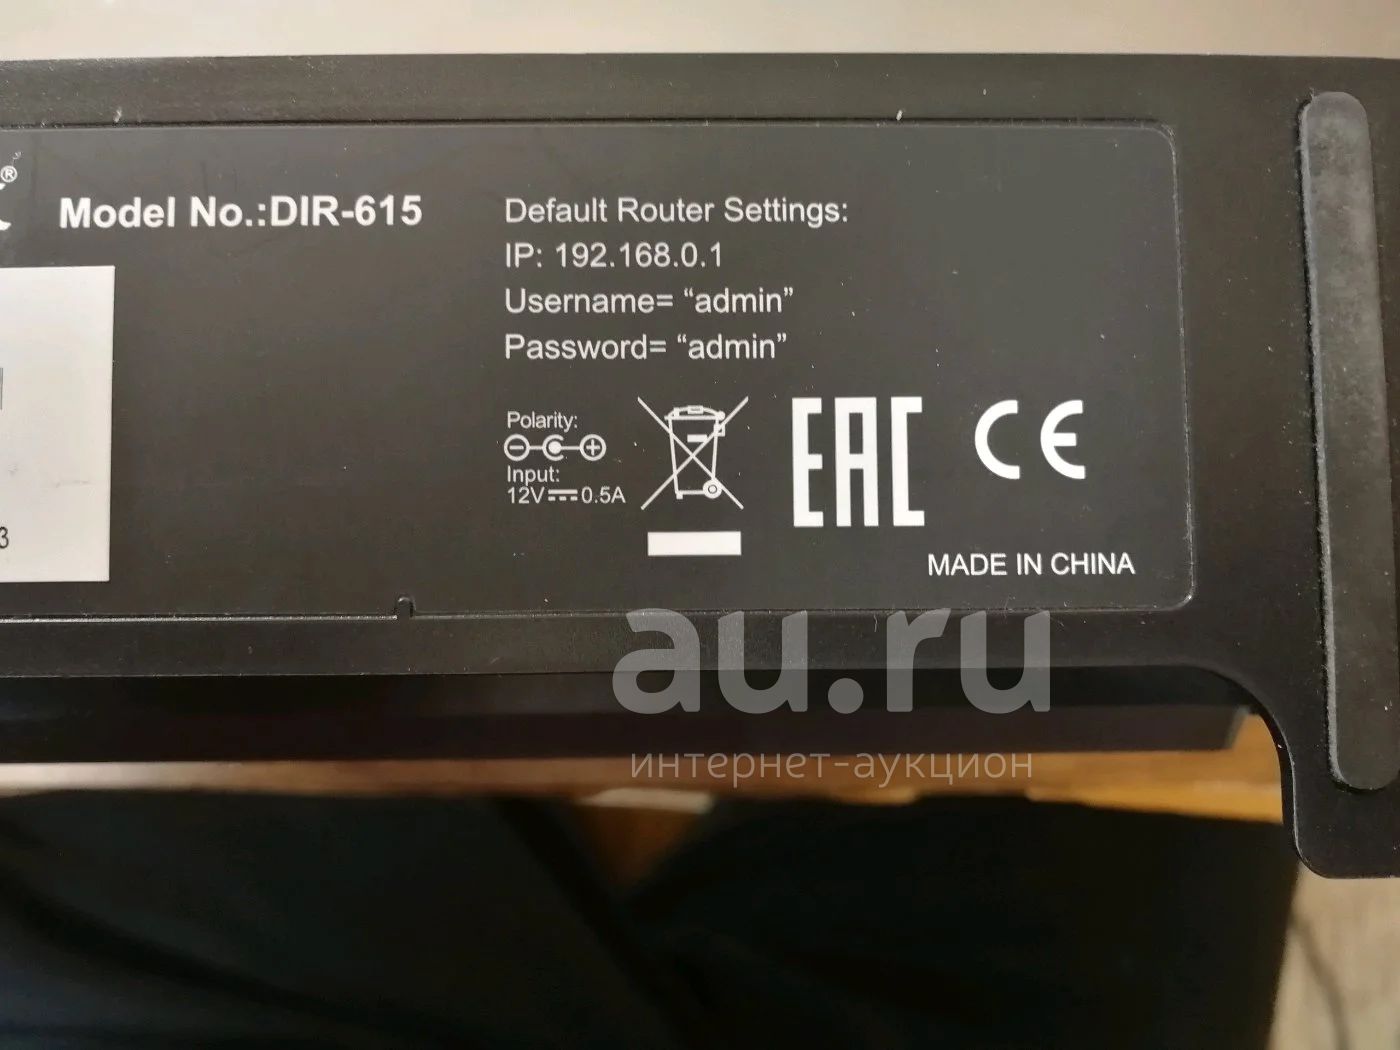 Model No.:DIR-615
Default Router Settings:
IP: 192.168.0.1
Username= “admin”
Password= “admin”
Polarity:
Input:
12V 0.5A
EAC
CE
MADE IN CHINA
3
au.ru
интернет-аукцион